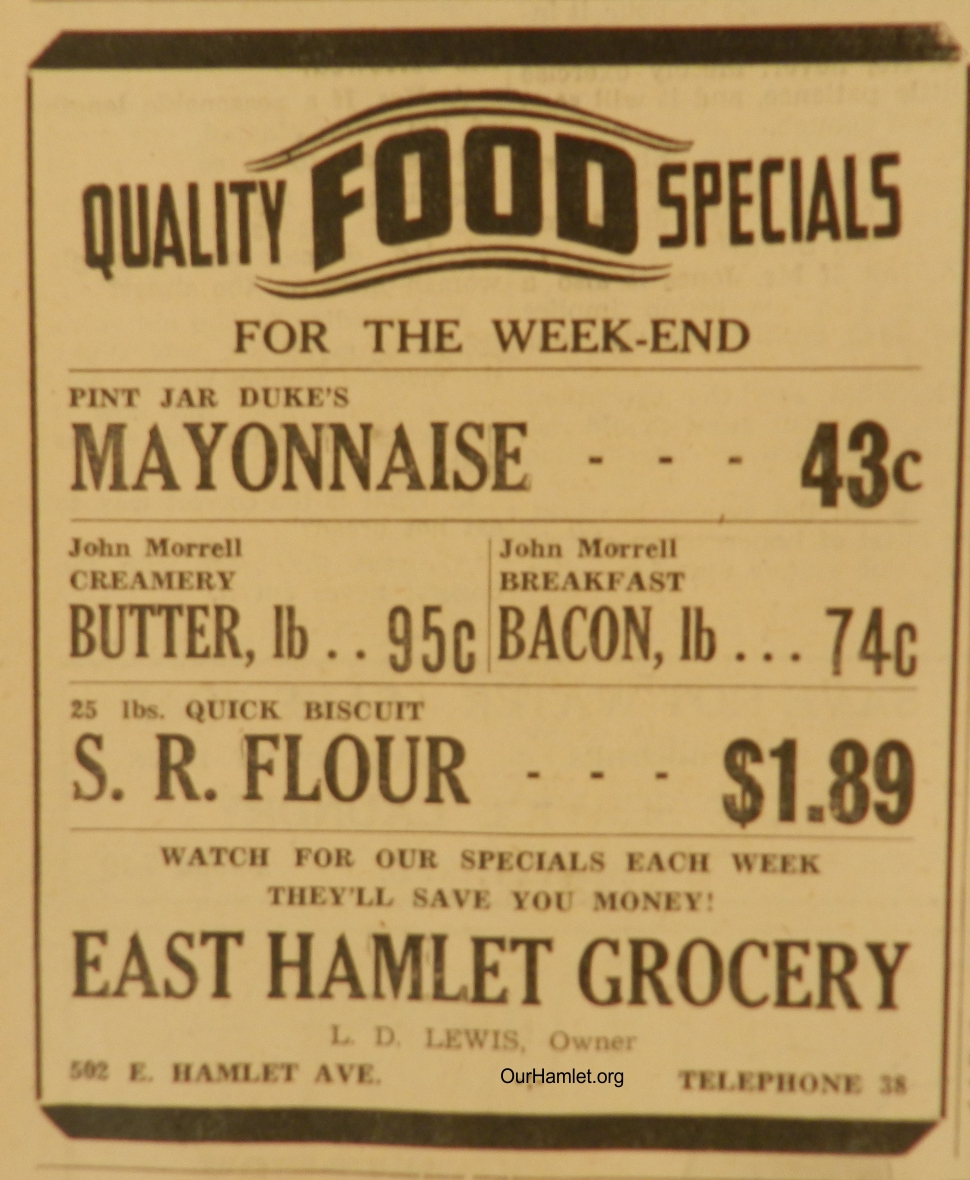 QUALITY FOOD SPECIALS
FOR THE WEEK-END
PINT JAR DUKE'S
MAYONNAISE - - - 43c
John Morrell
CREAMERY
BUTTER, lb . . 95c
John Morrell
BREAKFAST
BACON, lb . . . 74c
25 lbs. QUICK BISCUIT
S. R. FLOUR - - - $1.89
WATCH FOR OUR SPECIALS EACH WEEK
THEY'LL SAVE YOU MONEY!
EAST HAMLET GROCERY
L. D. LEWIS, Owner
502 E. HAMLET AVE. TELEPHONE 38
OurHamlet.org